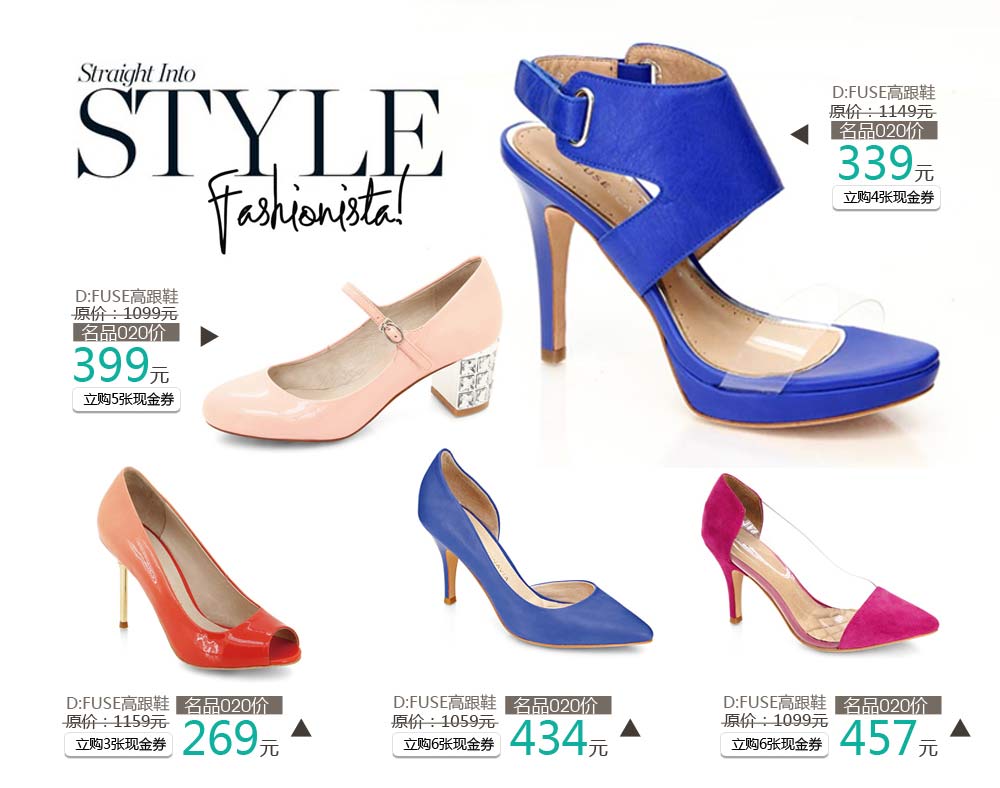 Straight Into
STYLE
Fashionista!
D:FUSE高跟鞋
原价：1149元
名品020价
339元
立购4张现金券
D:FUSE高跟鞋
原价：1099元
名品020价
399元
立购5张现金券
D:FUSE高跟鞋
原价：1159元
立购3张现金券
名品020价
269元
D:FUSE高跟鞋
原价：1059元
立购6张现金券
名品020价
434元
D:FUSE高跟鞋
原价：1099元
立购6张现金券
名品020价
457元